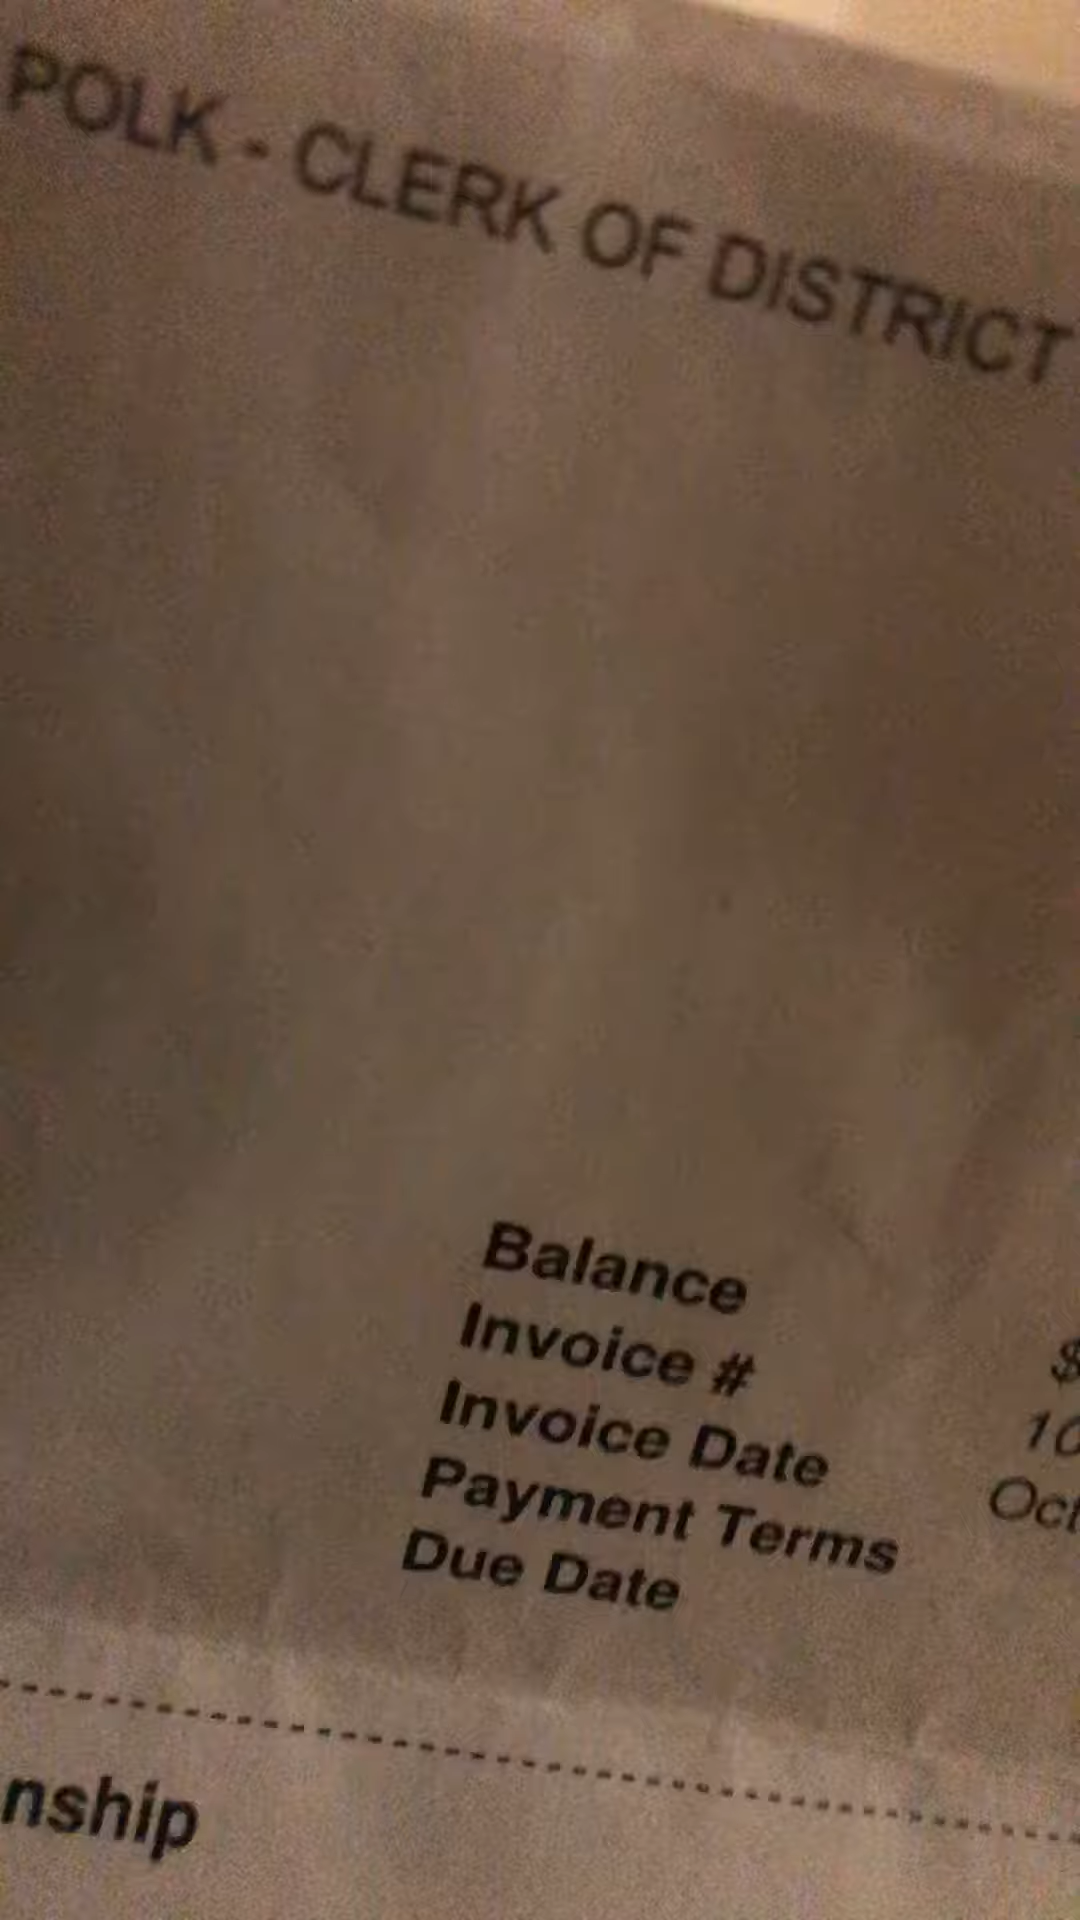 POLK - CLERK OF DISTRICT
Balance
Invoice # $
Invoice Date 10
Payment Terms Oct
Due Date
nship